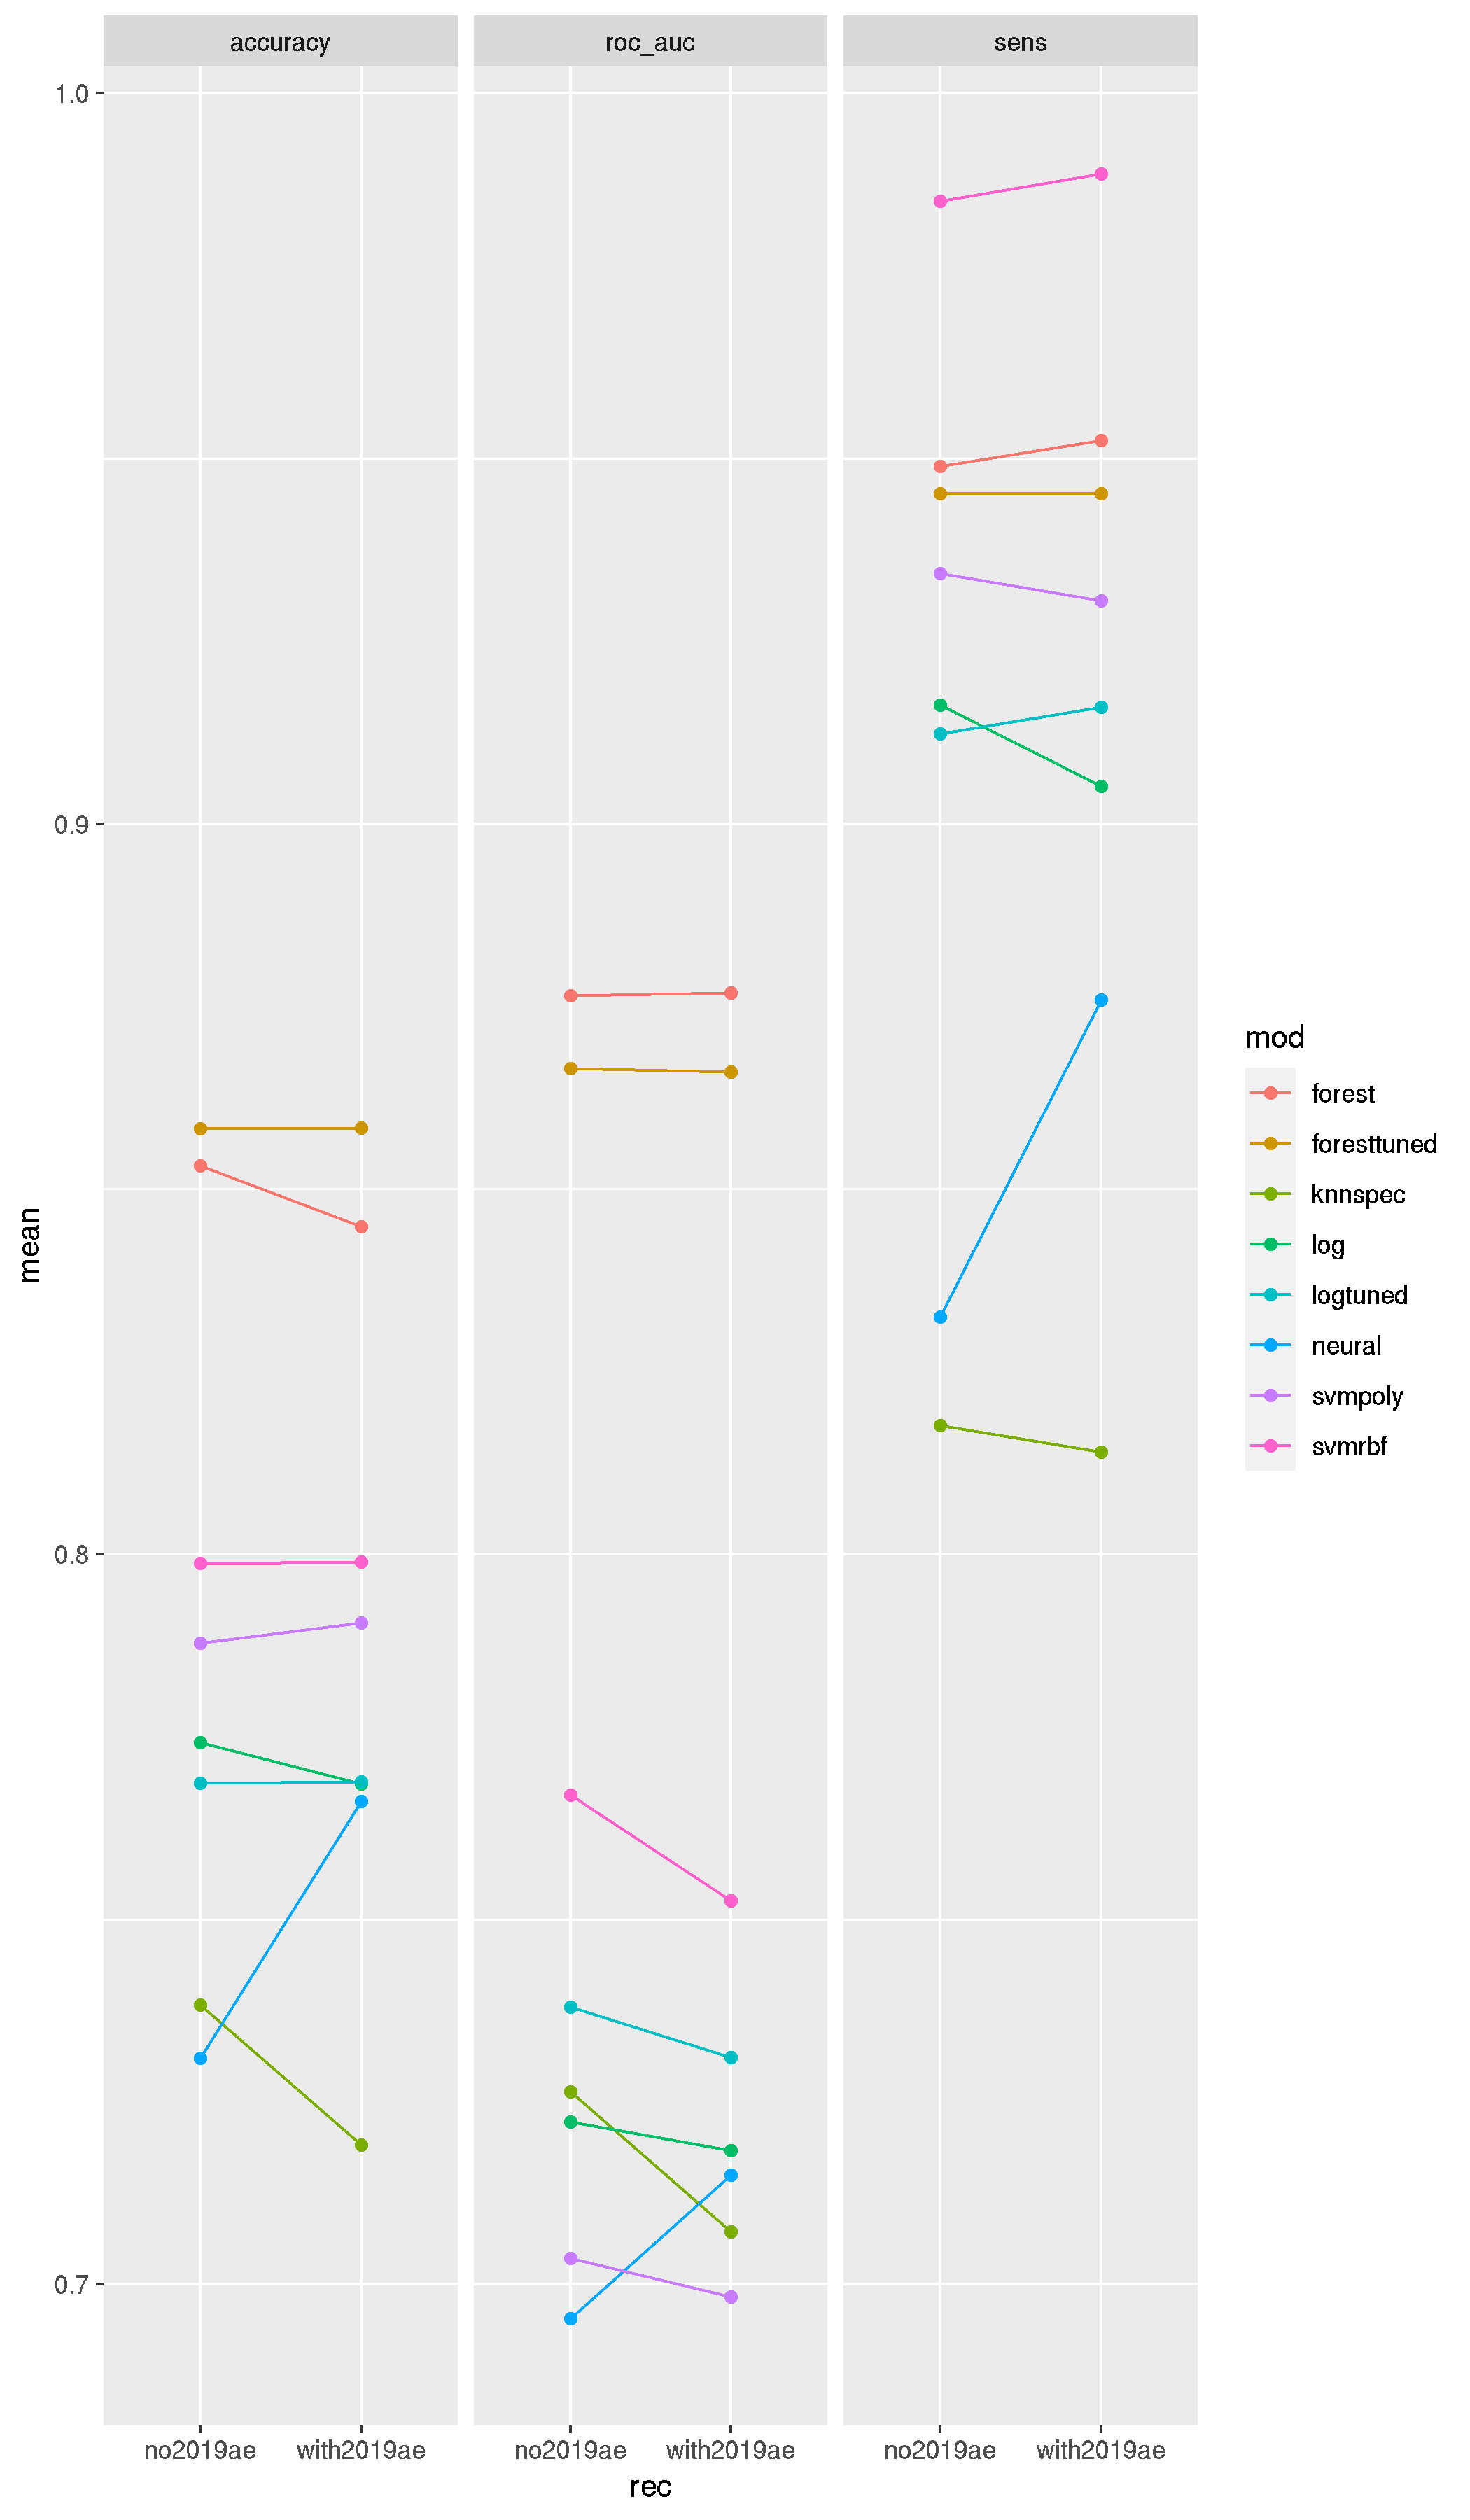 accuracy
roc_auc
sens
1.0
0.9
0.8
0.7
mean
no2019ae
with2019ae
no2019ae
with2019ae
no2019ae
with2019ae
rec
mod
forest
foresttuned
knnspec
log
logtuned
neural
svmpoly
svmrbf